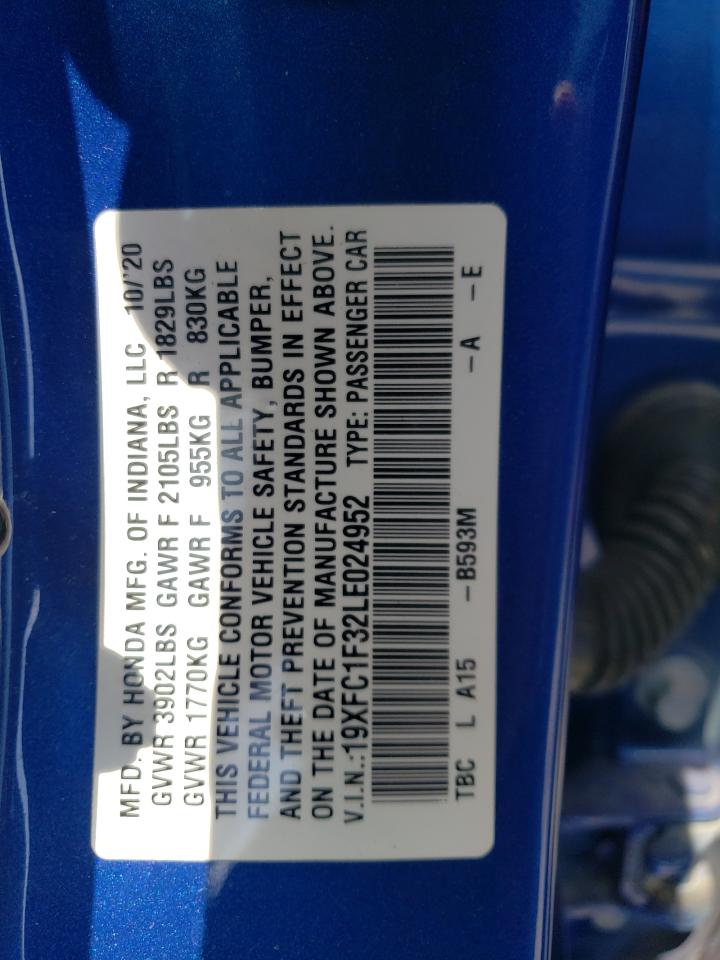 MFD. BY HONDA MFG. OF INDIANA, LLC 10/'20
GVWR 3902LBS GAWR F 2105LBS R 1829LBS
GVWR 1770KG GAWR F 955KG R 830KG
THIS VEHICLE CONFORMS TO ALL APPLICABLE
FEDERAL MOTOR VEHICLE SAFETY, BUMPER,
AND THEFT PREVENTION STANDARDS IN EFFECT
ON THE DATE OF MANUFACTURE SHOWN ABOVE.
V.I.N.:19XFC1F32LE024952 TYPE: PASSENGER CAR
TBC L A15 -B593M -A -E